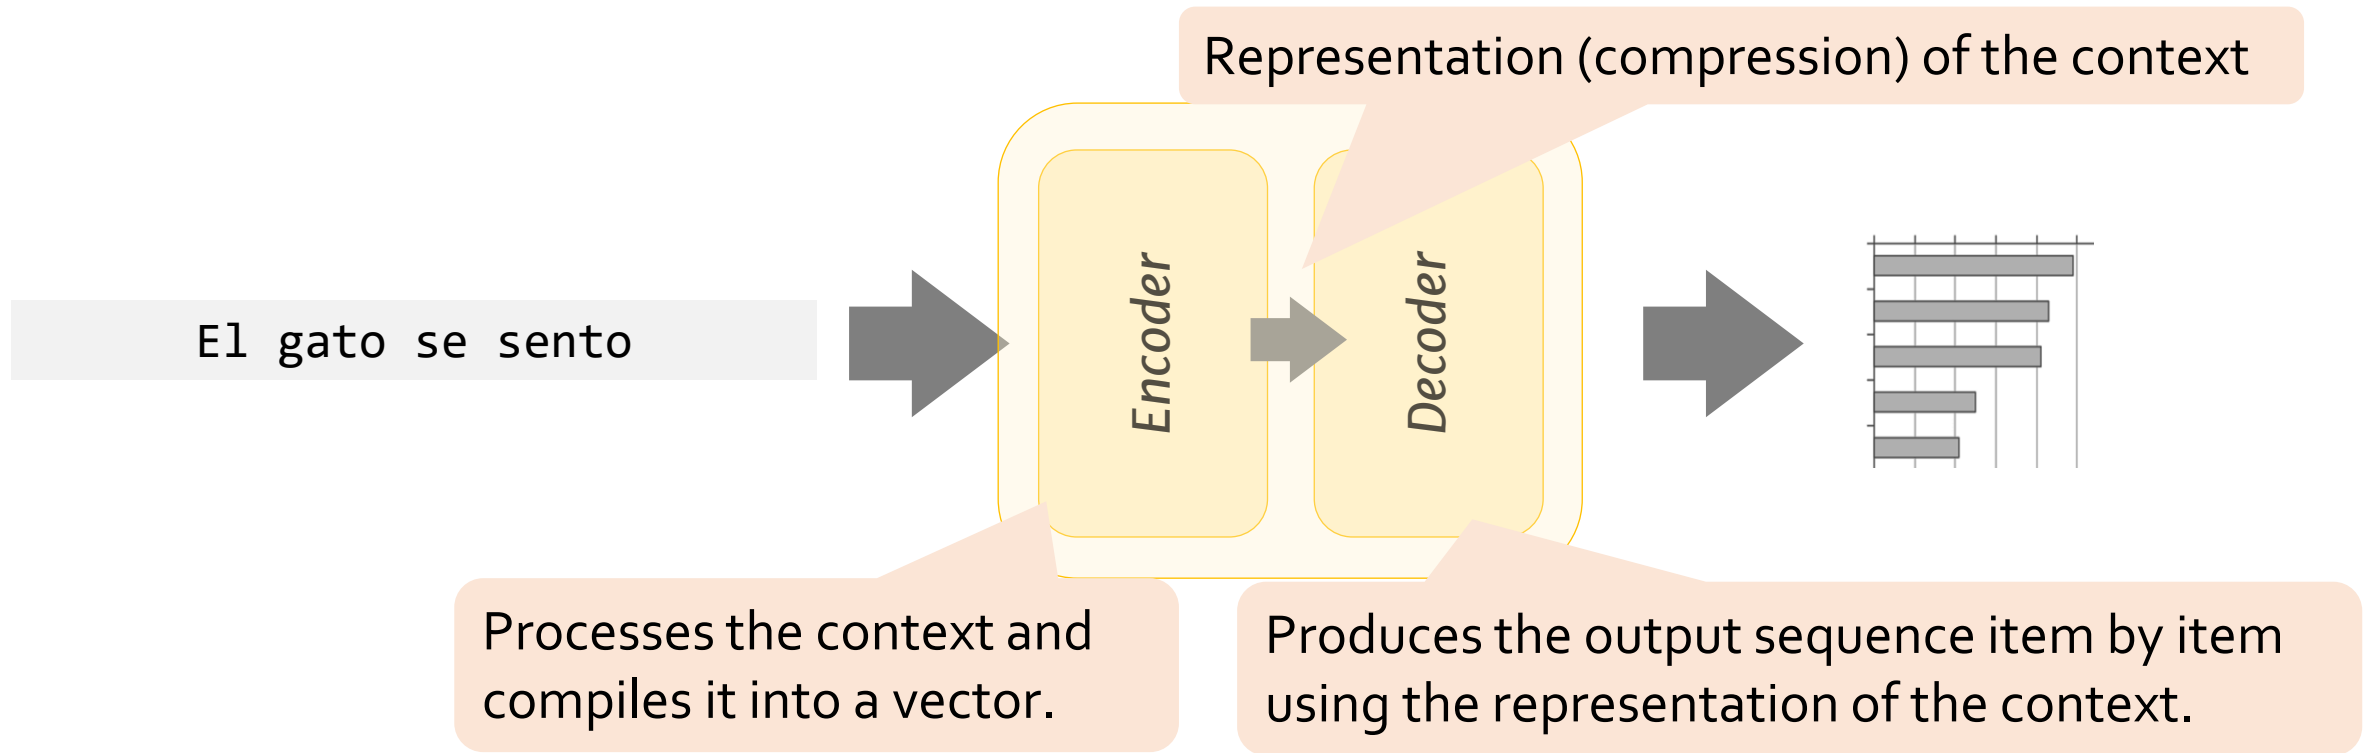 Representation (compression) of the context
El gato se sento
Encoder
Decoder
Processes the context and
compiles it into a vector.
Produces the output sequence item by item
using the representation of the context.